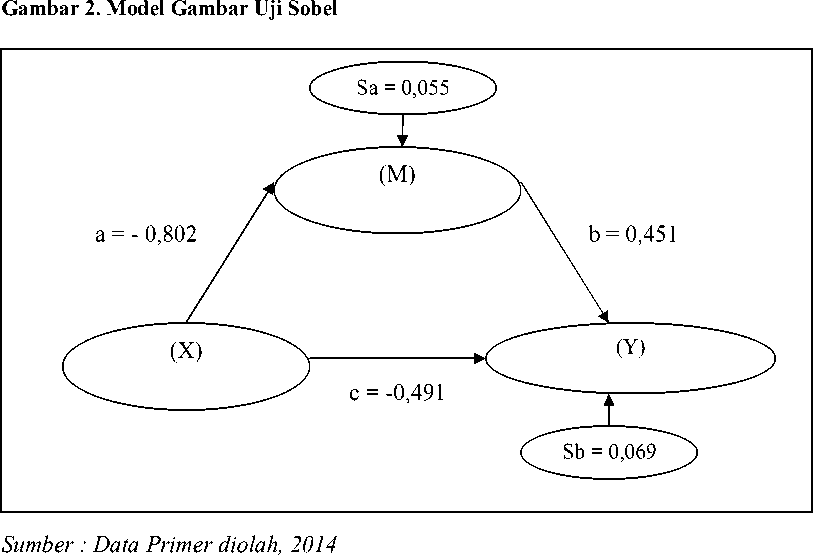 Gambar 2. Model Gambar Uji Sobel
Sa = 0,055
(M)
a = - 0,802
b = 0,451
(X)
(Y)
c = -0,491
Sb = 0,069
Sumber : Data Primer diolah, 2014